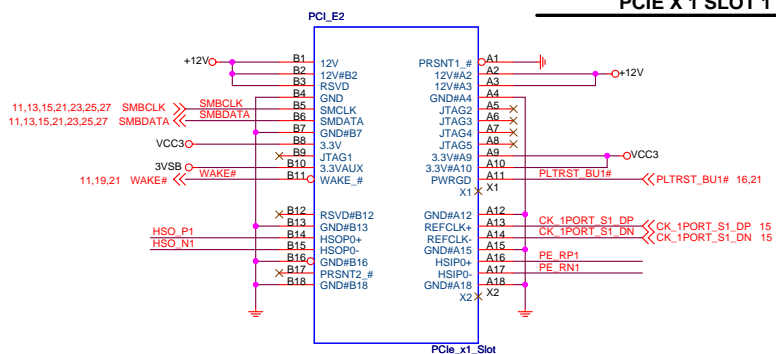 PCIE X 1 SLOT 1
PCI_E2
+12V B1 12V PRSNT1_# A1
B2 12V#B2 12V#A2 A2 +12V
B3 RSVD 12V#A3 A3
B4 GND GND#A4 A4
11,13,15,21,23,25,27 SMBCLK SMBCLK B5 SMCLK JTAG2 A5
11,13,15,21,23,25,27 SMBDATA SMBDATA B6 SMDATA JTAG3 A6
B7 GND#B7 JTAG4 A7
VCC3 B8 3.3V JTAG5 A8
B9 JTAG1 3.3V#A9 A9 VCC3
3VSB B10 3.3VAUX 3.3V#A10 A10
11,19,21 WAKE# WAKE# B11 WAKE_# PWRGD A11 PLTRST_BU1# PLTRST_BU1# 16,21
X1 X1
B12 RSVD#B12 GND#A12 A12
B13 GND#B13 REFCLK+ A13 CK_1PORT_S1_DP CK_1PORT_S1_DP 15
HSO_P1 B14 HSOP0+ REFCLK- A14 CK_1PORT_S1_DN CK_1PORT_S1_DN 15
HSO_N1 B15 HSOP0- GND#A15 A15
B16 GND#B16 HSIP0+ A16 PE_RP1
B17 PRSNT2_# HSIP0- A17 PE_RN1
B18 GND#B18 GND#A18 A18
X2 X2
PCIe_x1_Slot